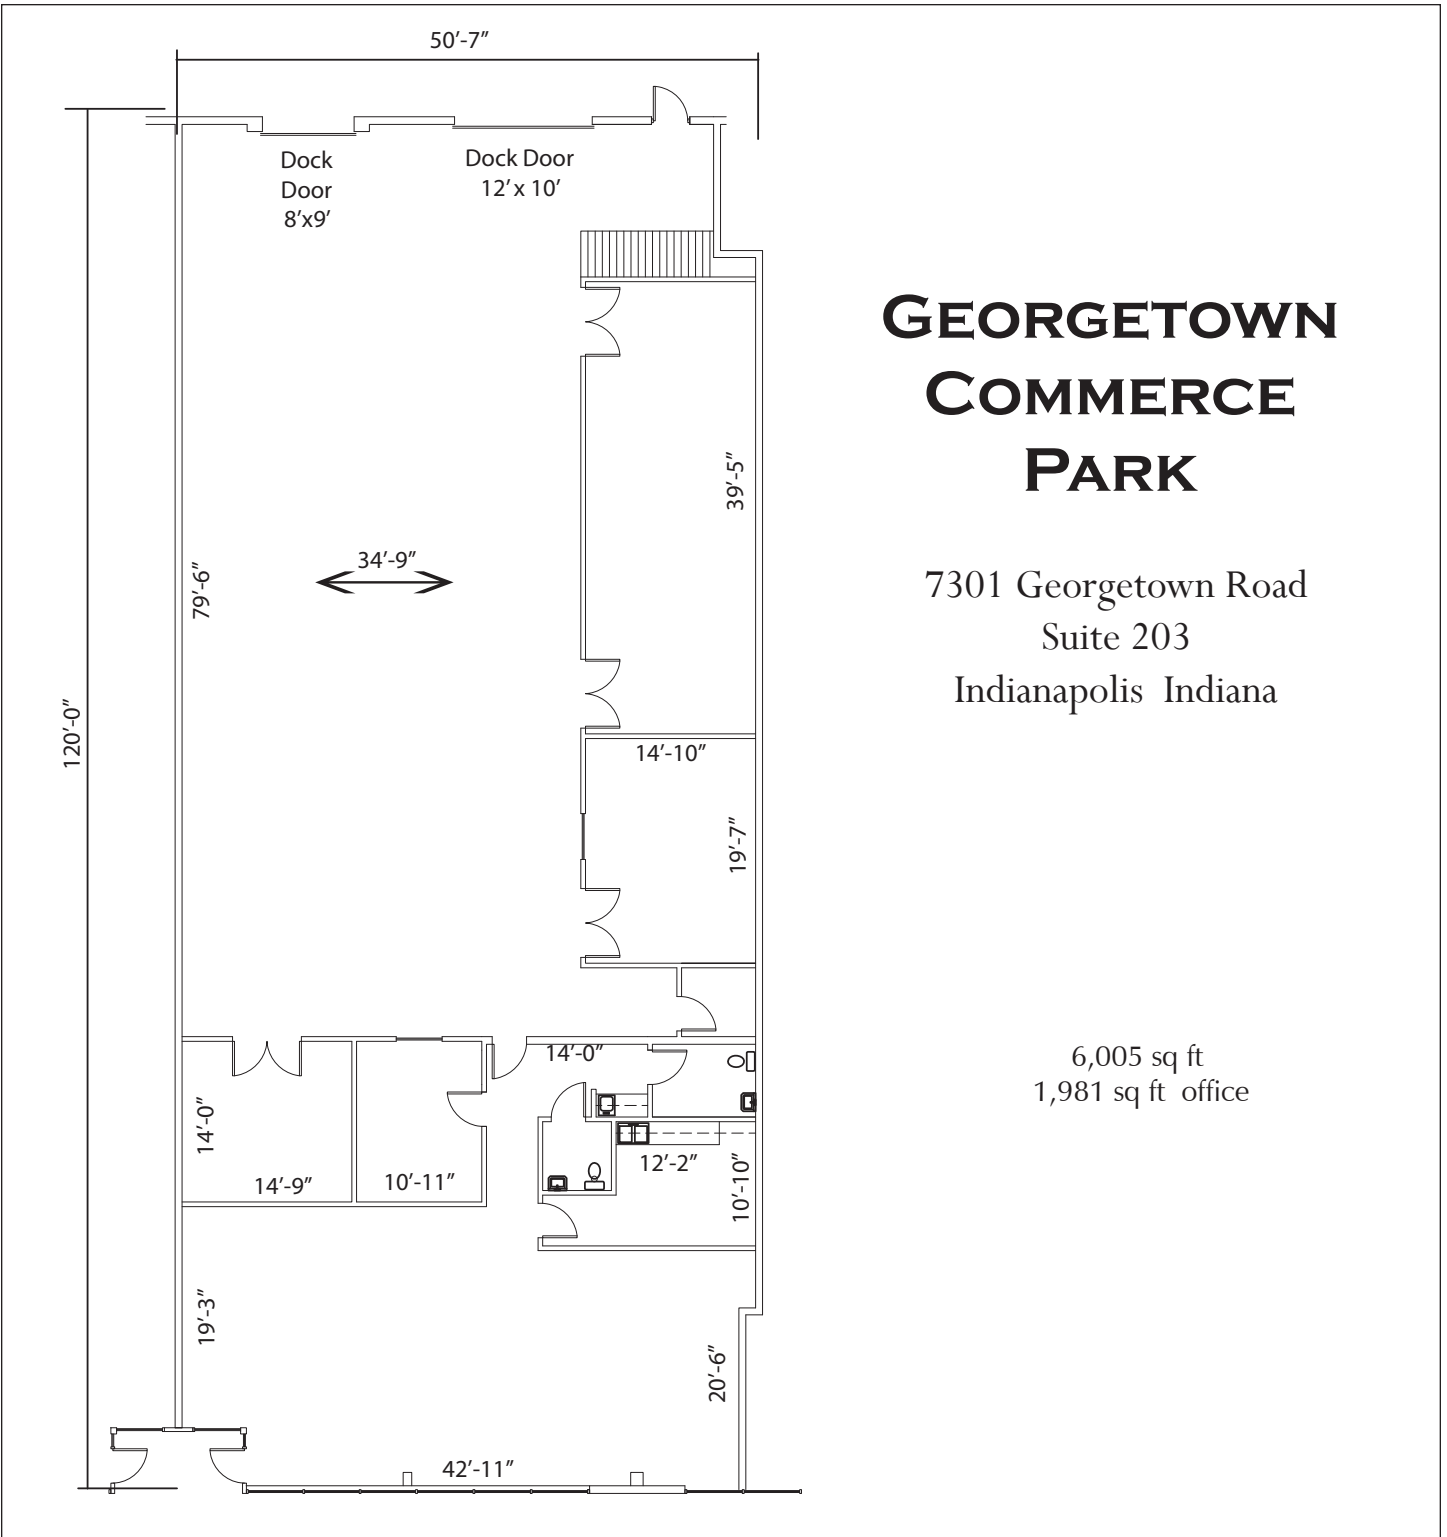 50’-7”
Dock
Door
8’x9’
Dock Door
12’ x 10’
GEORGETOWN
COMMERCE
PARK
39’-5”
34’-9”
79’-6”
7301 Georgetown Road
Suite 203
Indianapolis Indiana
120’-0”
14’-10”
19’-7”
14’-0”
6,005 sq ft
1,981 sq ft office
14’-0”
14’-9”
10’-11”
12’-2”
10’-10”
19’-3”
20’-6”
42’-11”